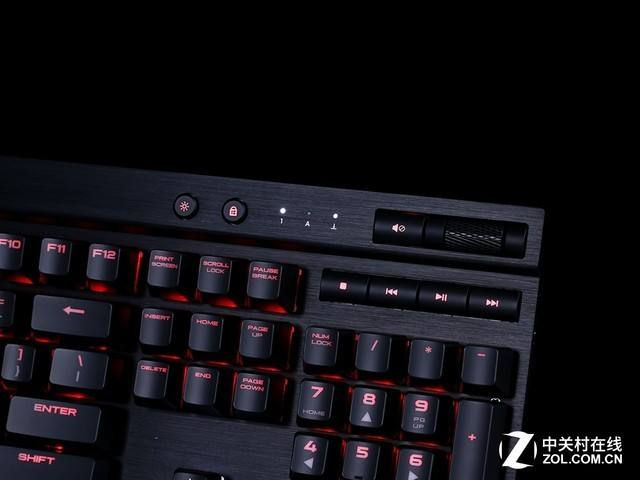 1 A
F10 F11 F12 PRINT SCREEN SCROLL LOCK PAUSE BREAK
INSERT HOME PAGE UP NUM LOCK / * -
] } \ | DELETE END PAGE DOWN 7 HOME 8 9 PG UP +
ENTER 4 5 6
SHIFT
Z 中关村在线
ZOL.COM.CN